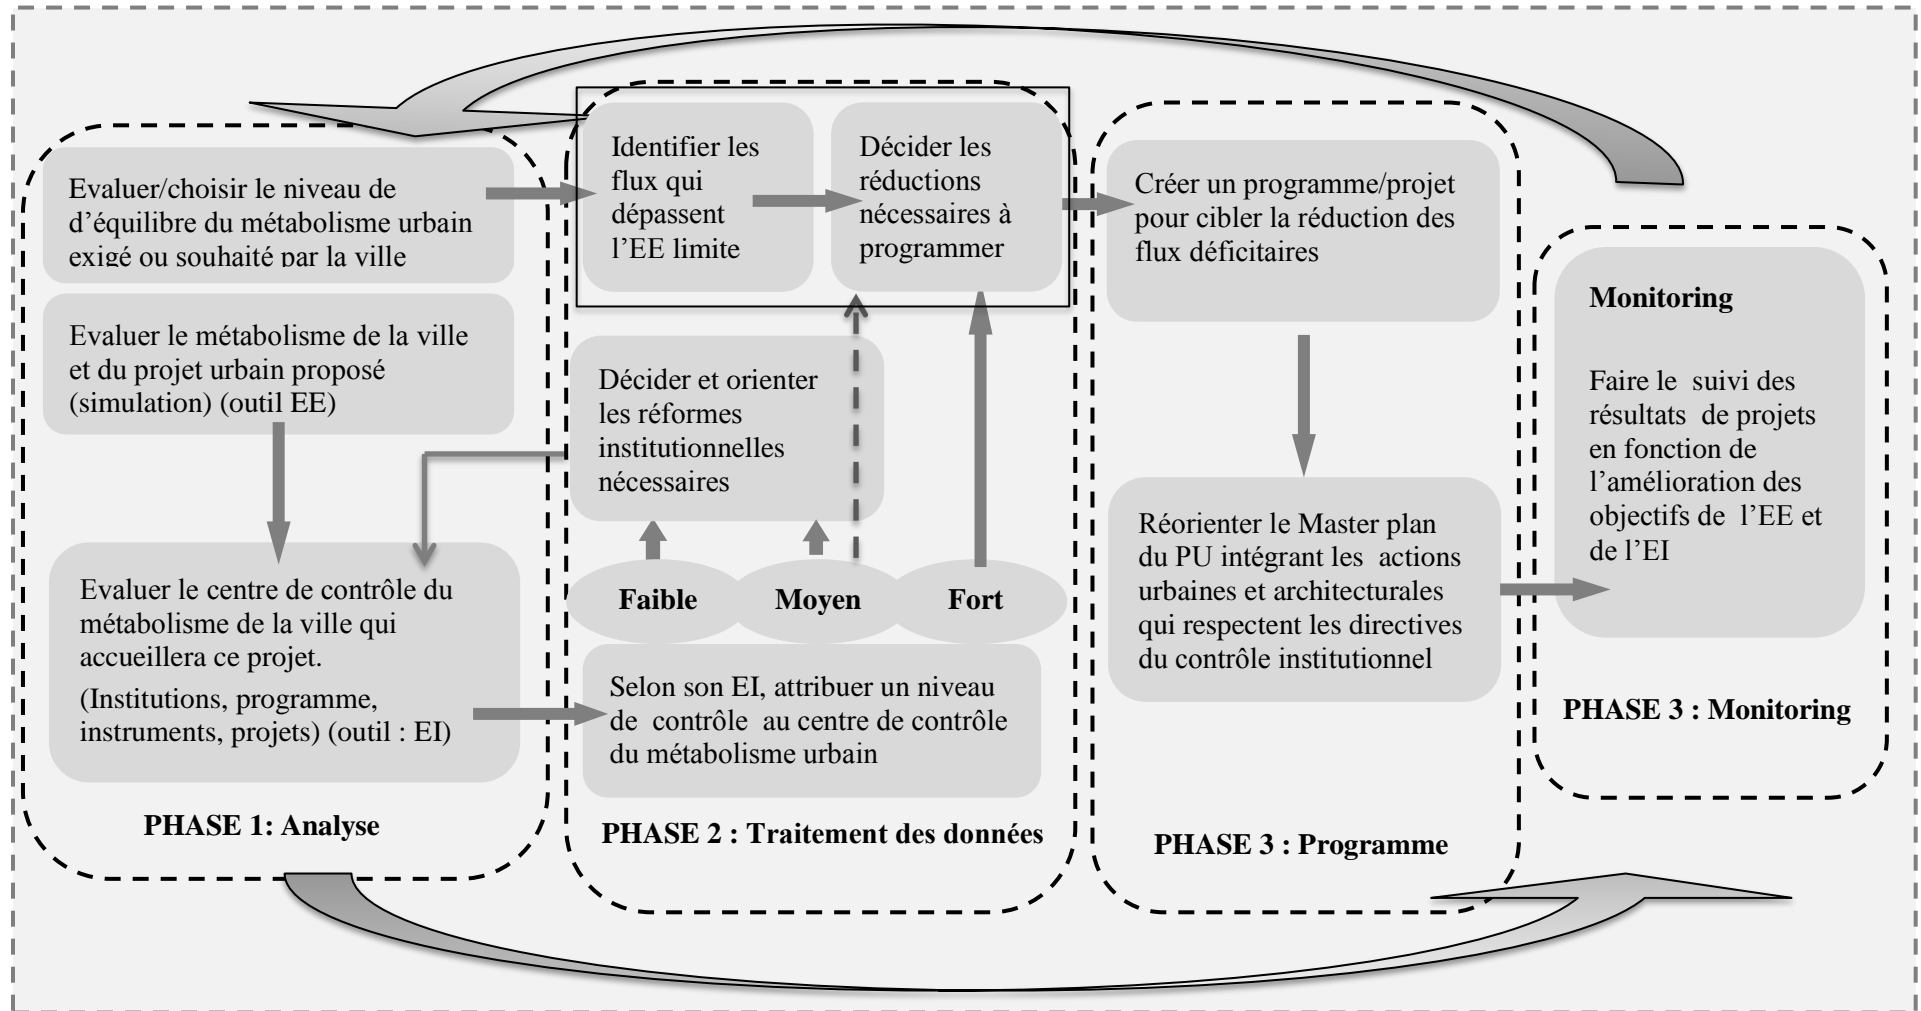 Evaluer/choisir le niveau de
d’équilibre du métabolisme urbain
exigé ou souhaité par la ville
Evaluer le métabolisme de la ville
et du projet urbain proposé
(simulation) (outil EE)
Evaluer le centre de contrôle du
métabolisme de la ville qui
accueillera ce projet.
(Institutions, programme,
instruments, projets) (outil : EI)
PHASE 1: Analyse
Identifier les
flux qui
dépassent
l’EE limite
Décider les
réductions
nécessaires à
programmer
Décider et orienter
les réformes
institutionnelles
nécessaires
Faible
Moyen
Fort
Selon son EI, attribuer un niveau
de contrôle au centre de contrôle
du métabolisme urbain
PHASE 2 : Traitement des données
Créer un programme/projet
pour cibler la réduction des
flux déficitaires
Réorienter le Master plan
du PU intégrant les actions
urbaines et architecturales
qui respectent les directives
du contrôle institutionnel
PHASE 3 : Programme
Monitoring
Faire le suivi des
résultats de projets
en fonction de
l’amélioration des
objectifs de l’EE et
de l’EI
PHASE 3 : Monitoring